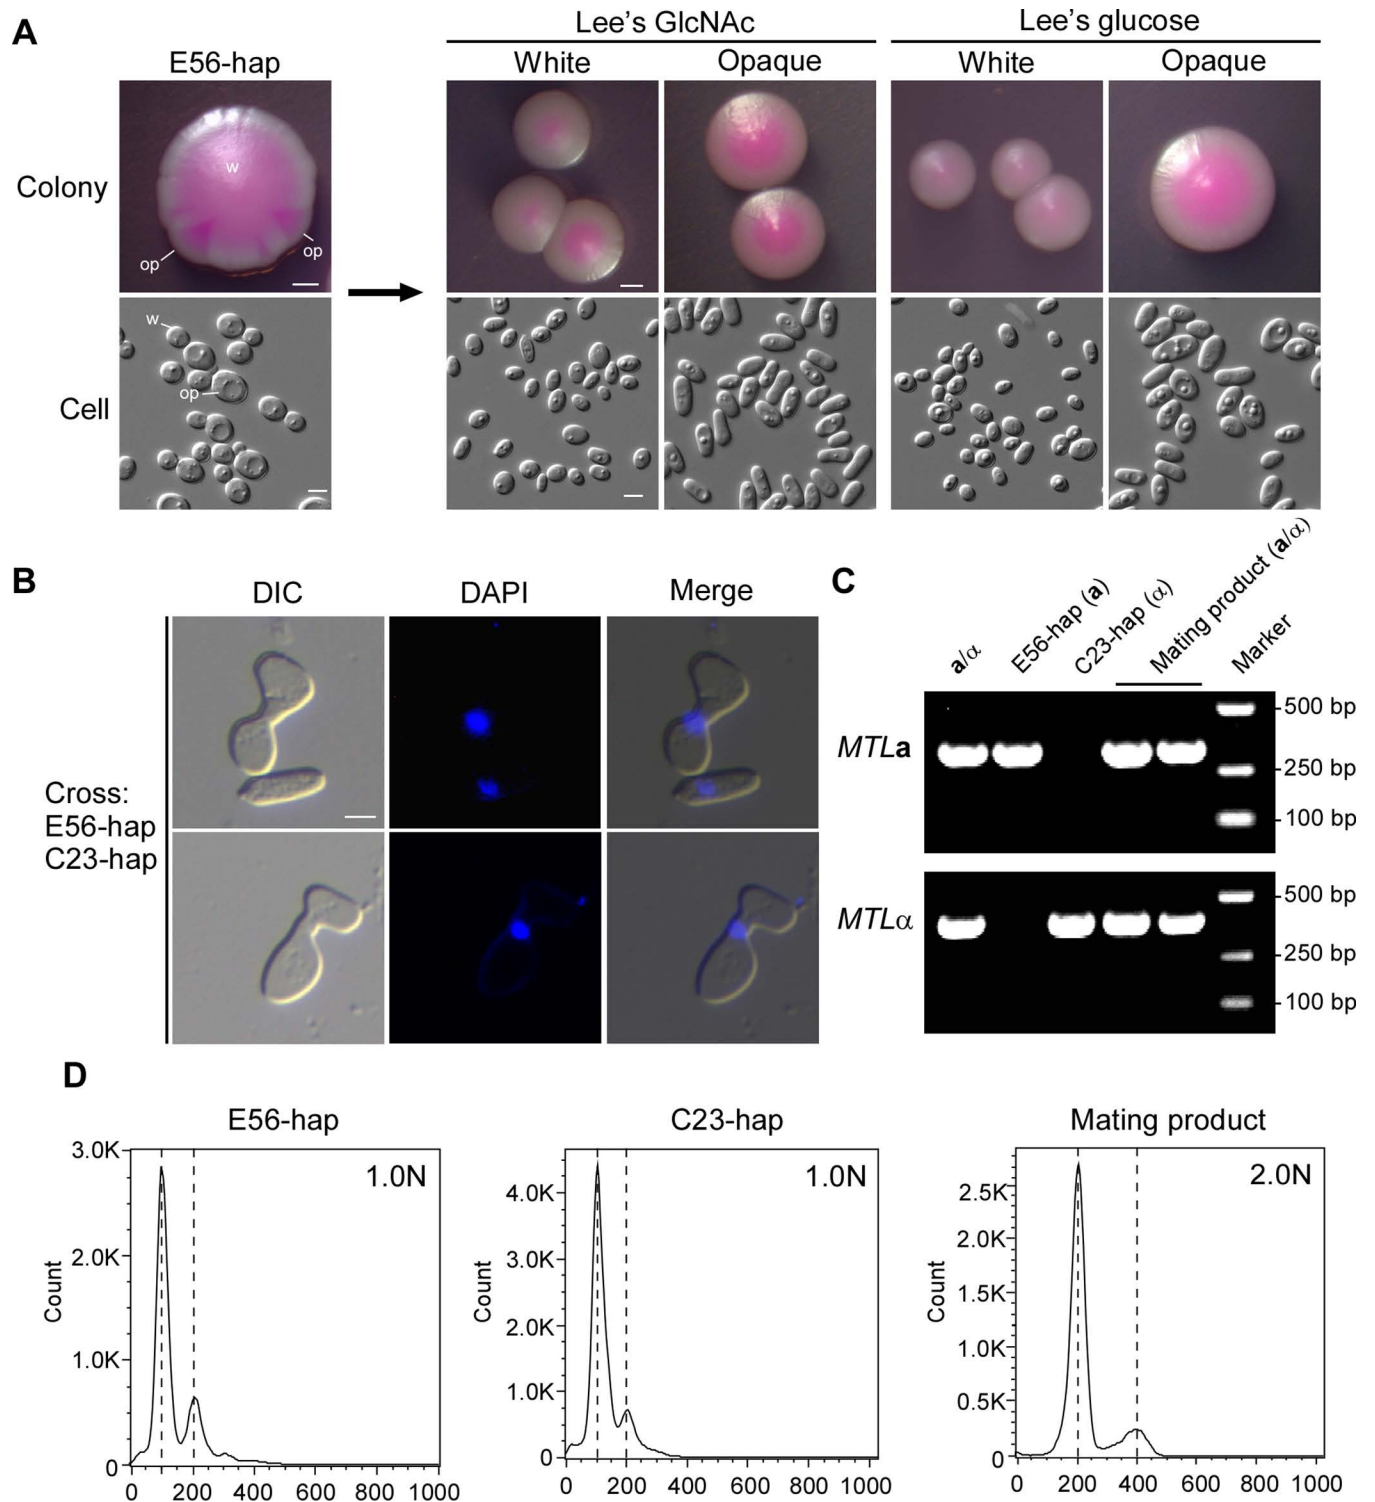 A
Lee's GlcNAc
Lee's glucose
E56-hap
White
Opaque
White
Opaque
Colony
w
op
op
Cell
w
op
B
DIC
DAPI
Merge
Cross:
E56-hap
C23-hap
C
a/α
E56-hap (a)
C23-hap (α)
Mating product (a/α)
Marker
MTLa
500 bp
250 bp
100 bp
MTLα
500 bp
250 bp
100 bp
D
E56-hap
C23-hap
Mating product
1.0N
1.0N
2.0N
Count
3.0K
2.0K
1.0K
0
0 200 400 600 800 1000
Count
4.0K
3.0K
2.0K
1.0K
0
0 200 400 600 800 1000
Count
2.5K
2.0K
1.5K
1.0K
0.5K
0
0 200 400 600 800 1000